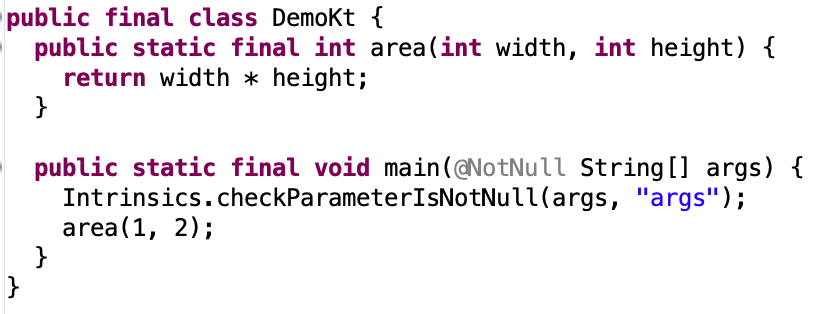 public final class DemoKt {
  public static final int area(int width, int height) {
    return width * height;
  }

  public static final void main(@NotNull String[] args) {
    Intrinsics.checkParameterIsNotNull(args, "args");
    area(1, 2);
  }
}